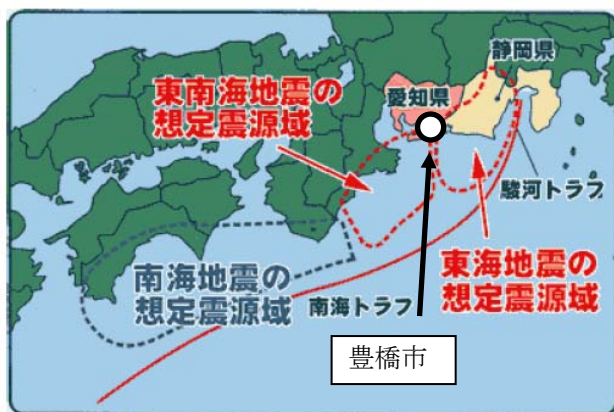 静岡県
愛知県
東南海地震の
想定震源域
駿河トラフ
東海地震の
想定震源域
南海地震の
想定震源域
南海トラフ
豊橋市